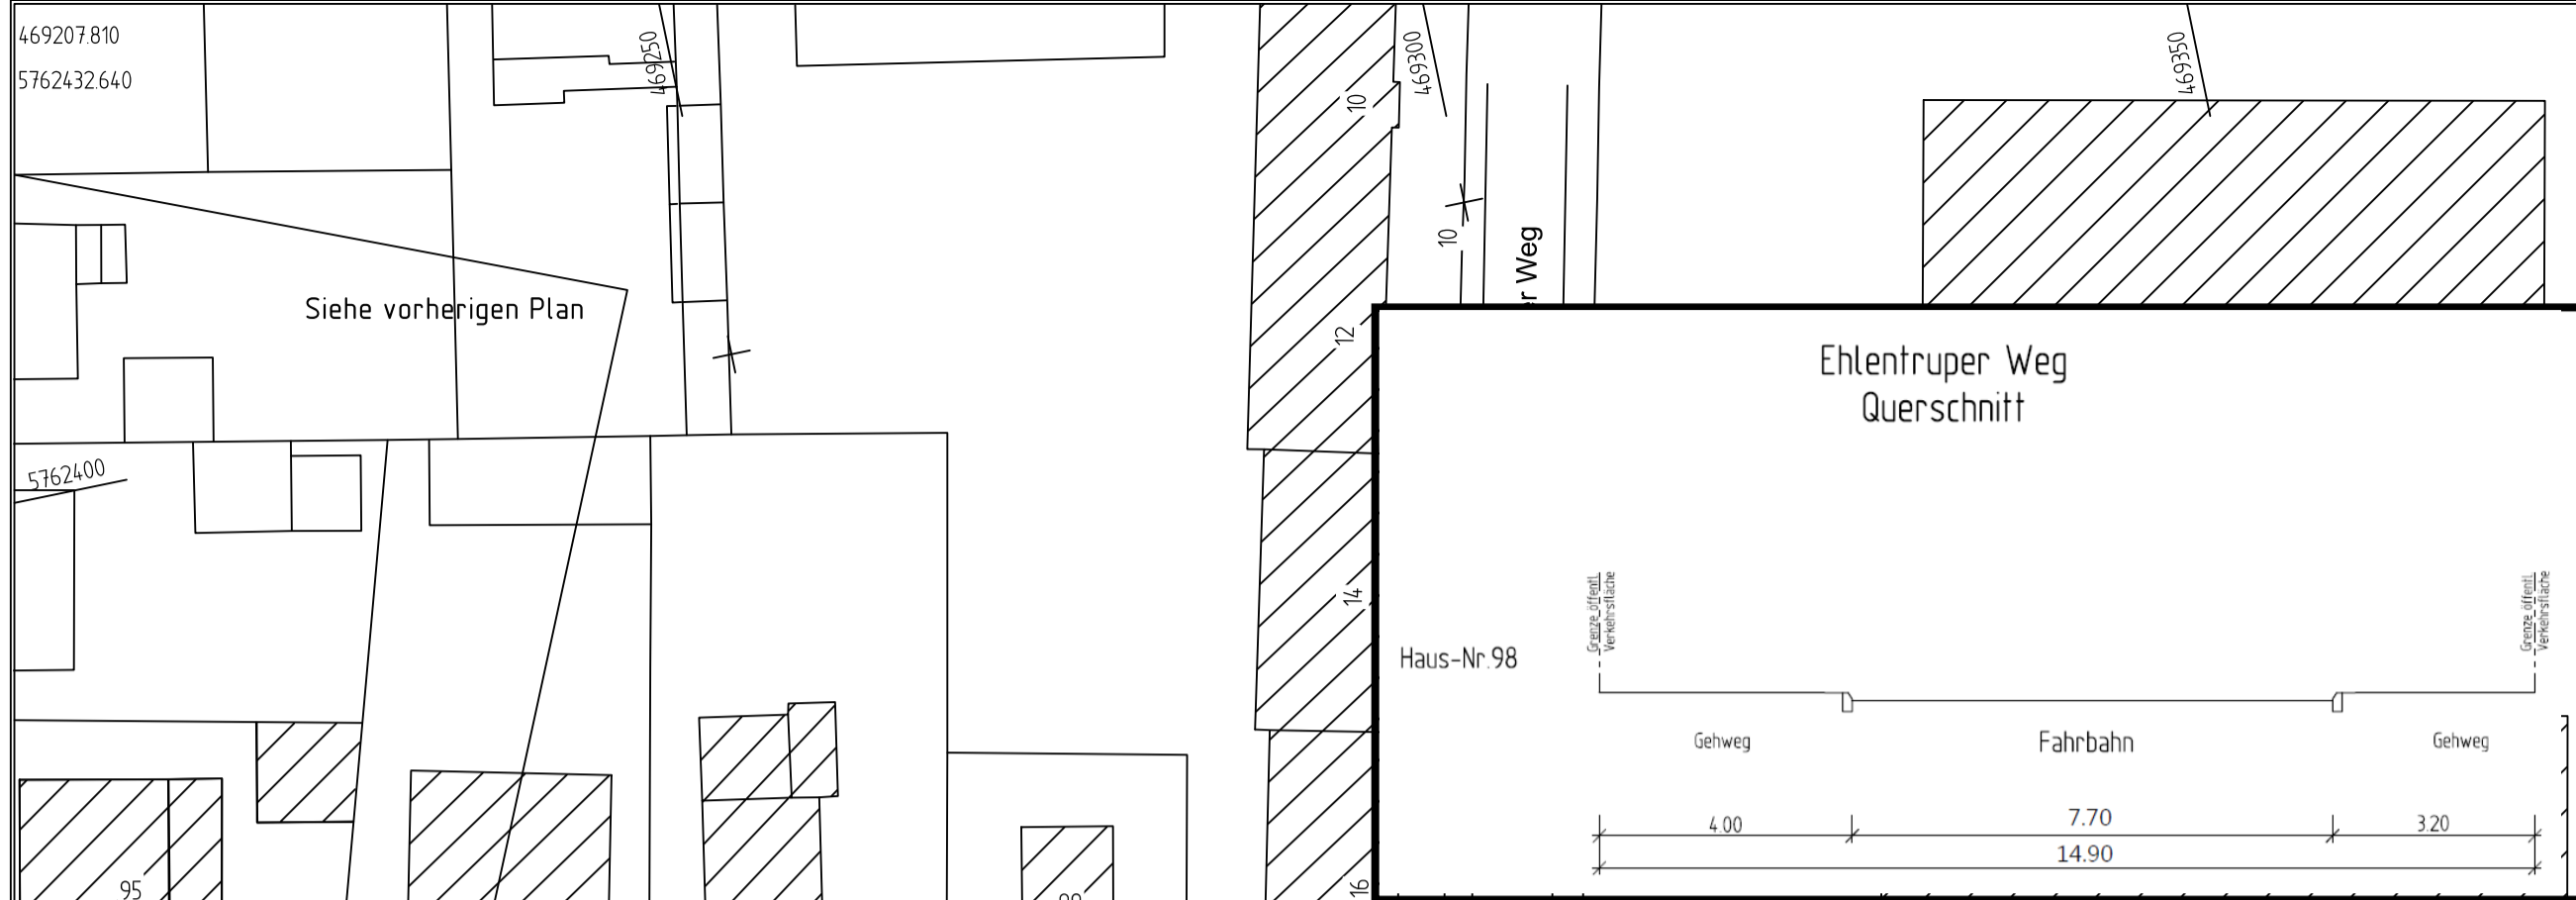 469207.810
5762432.640
469250
469300
469350
10
10
er Weg
Siehe vorherigen Plan
12
Ehlentruper Weg
Querschnitt
5762400
14
Grenze öffentl.
Verkehrsfläche
Grenze öffentl.
Verkehrsfläche
Haus-Nr.98
Gehweg
Fahrbahn
Gehweg
4.00
7.70
3.20
14.90
95
16